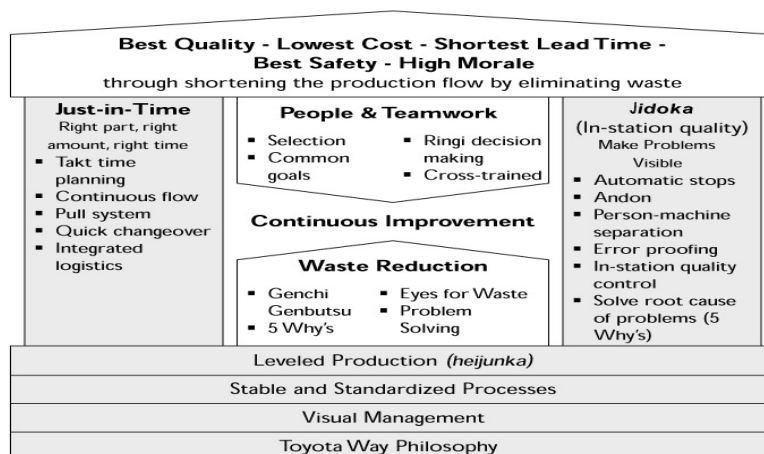 Best Quality - Lowest Cost - Shortest Lead Time -
Best Safety - High Morale
through shortening the production flow by eliminating waste
Just-in-Time
Right part, right
amount, right time
▪ Takt time
planning
▪ Continuous flow
▪ Pull system
▪ Quick changeover
▪ Integrated
logistics
People & Teamwork
▪ Selection
▪ Common
goals
▪ Ringi decision
making
▪ Cross-trained
Continuous Improvement
Waste Reduction
▪ Genchi
Genbutsu
▪ 5 Why's
▪ Eyes for Waste
▪ Problem
Solving
Jidoka
(In-station quality)
Make Problems
Visible
▪ Automatic stops
▪ Andon
▪ Person-machine
separation
▪ Error proofing
▪ In-station quality
control
▪ Solve root cause
of problems (5
Why's)
Leveled Production (heijunka)
Stable and Standardized Processes
Visual Management
Toyota Way Philosophy